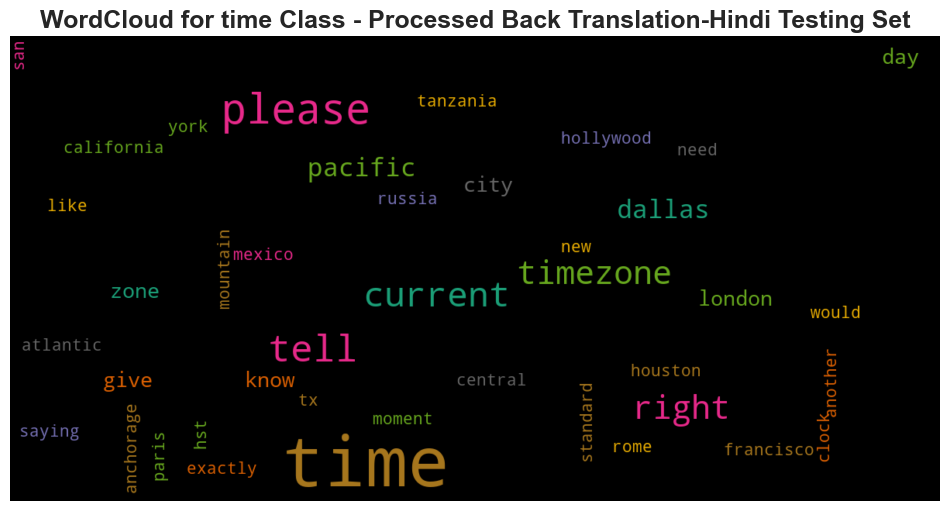 WordCloud for time Class - Processed Back Translation-Hindi Testing Set
san
day
please
tanzania
york
hollywood
california
need
pacific
city
russia
like
dallas
mountain
mexico
new
timezone
zone
current
london
would
atlantic
tell
another
give
know
central
houston
standard
right
tx
anchorage
moment
clock
saying
paris
hst
time
rome
francisco
exactly